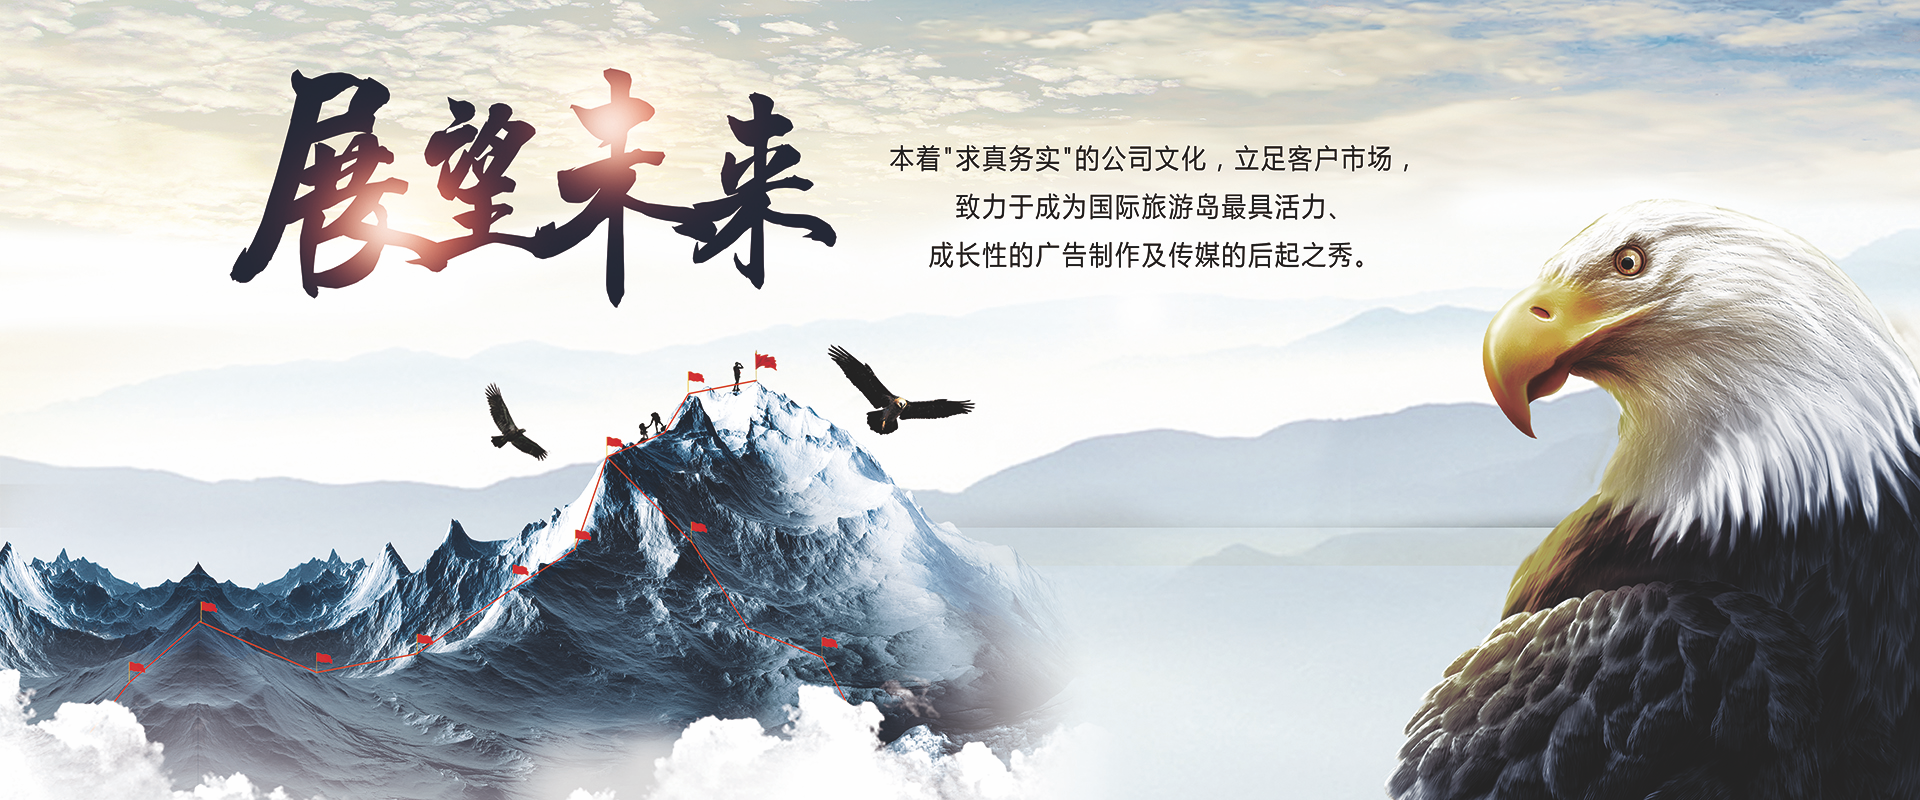 展望未来
本着"求真务实"的公司文化，立足客户市场，
致力于成为国际旅游岛最具活力、
成长性的广告制作及传媒的后起之秀。